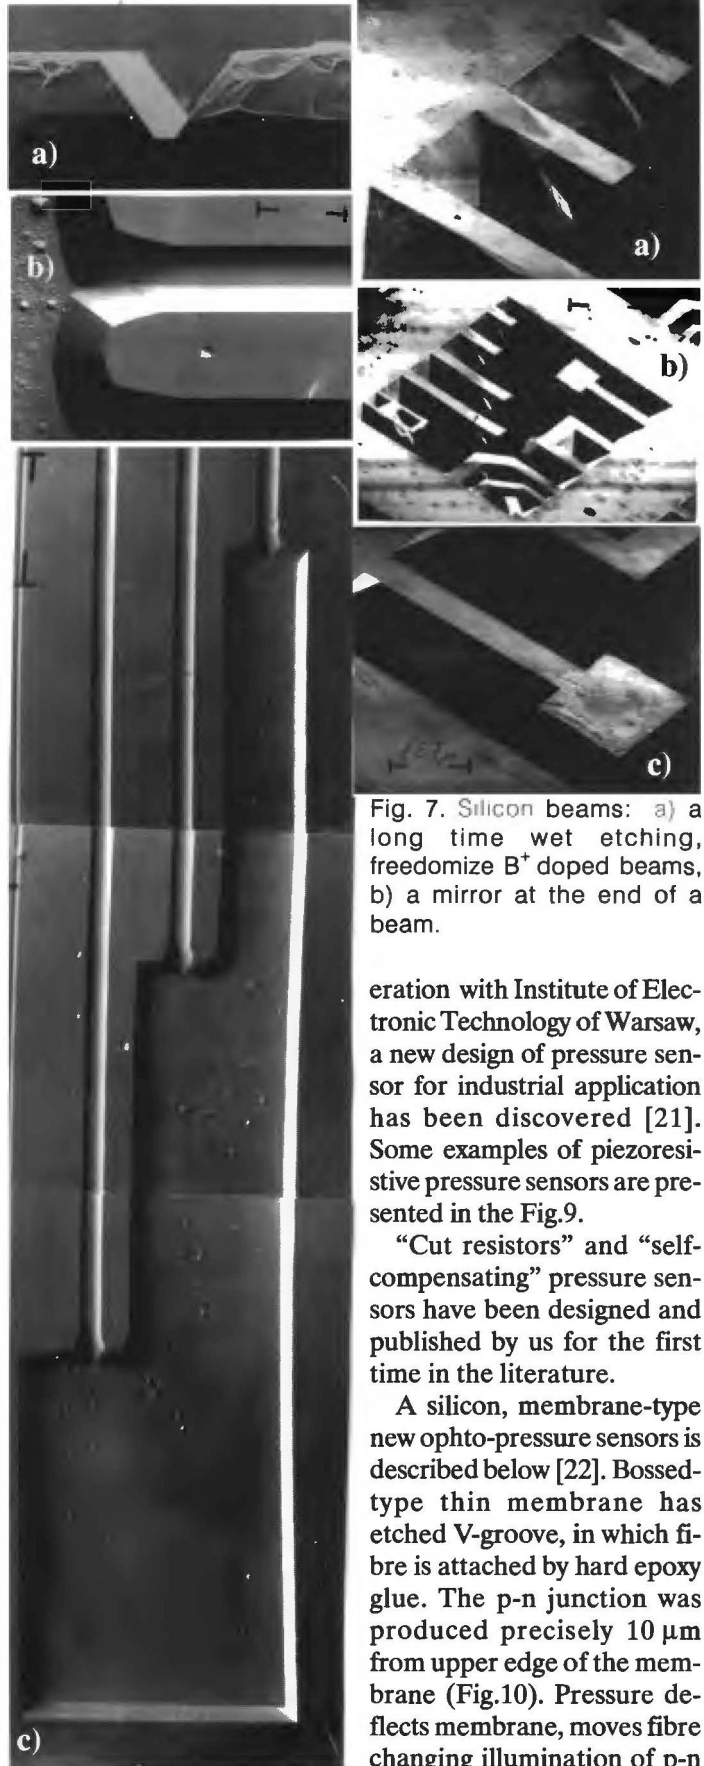 a)
b)
c)
a)
b)
c)
Fig. 7. Silicon beams: a) a
long time wet etching,
freedomize B⁺ doped beams,
b) a mirror at the end of a
beam.
eration with Institute of Elec-
tronic Technology of Warsaw,
a new design of pressure sen-
sor for industrial application
has been discovered [21].
Some examples of piezoresi-
stive pressure sensors are pre-
sented in the Fig.9.
“Cut resistors” and “self-
compensating” pressure sen-
sors have been designed and
published by us for the first
time in the literature.
A silicon, membrane-type
new ophto-pressure sensors is
described below [22]. Bossed-
type thin membrane has
etched V-groove, in which fi-
bre is attached by hard epoxy
glue. The p-n junction was
produced precisely 10 µm
from upper edge of the mem-
brane (Fig.10). Pressure de-
flects membrane, moves fibre
changing illumination of p-n